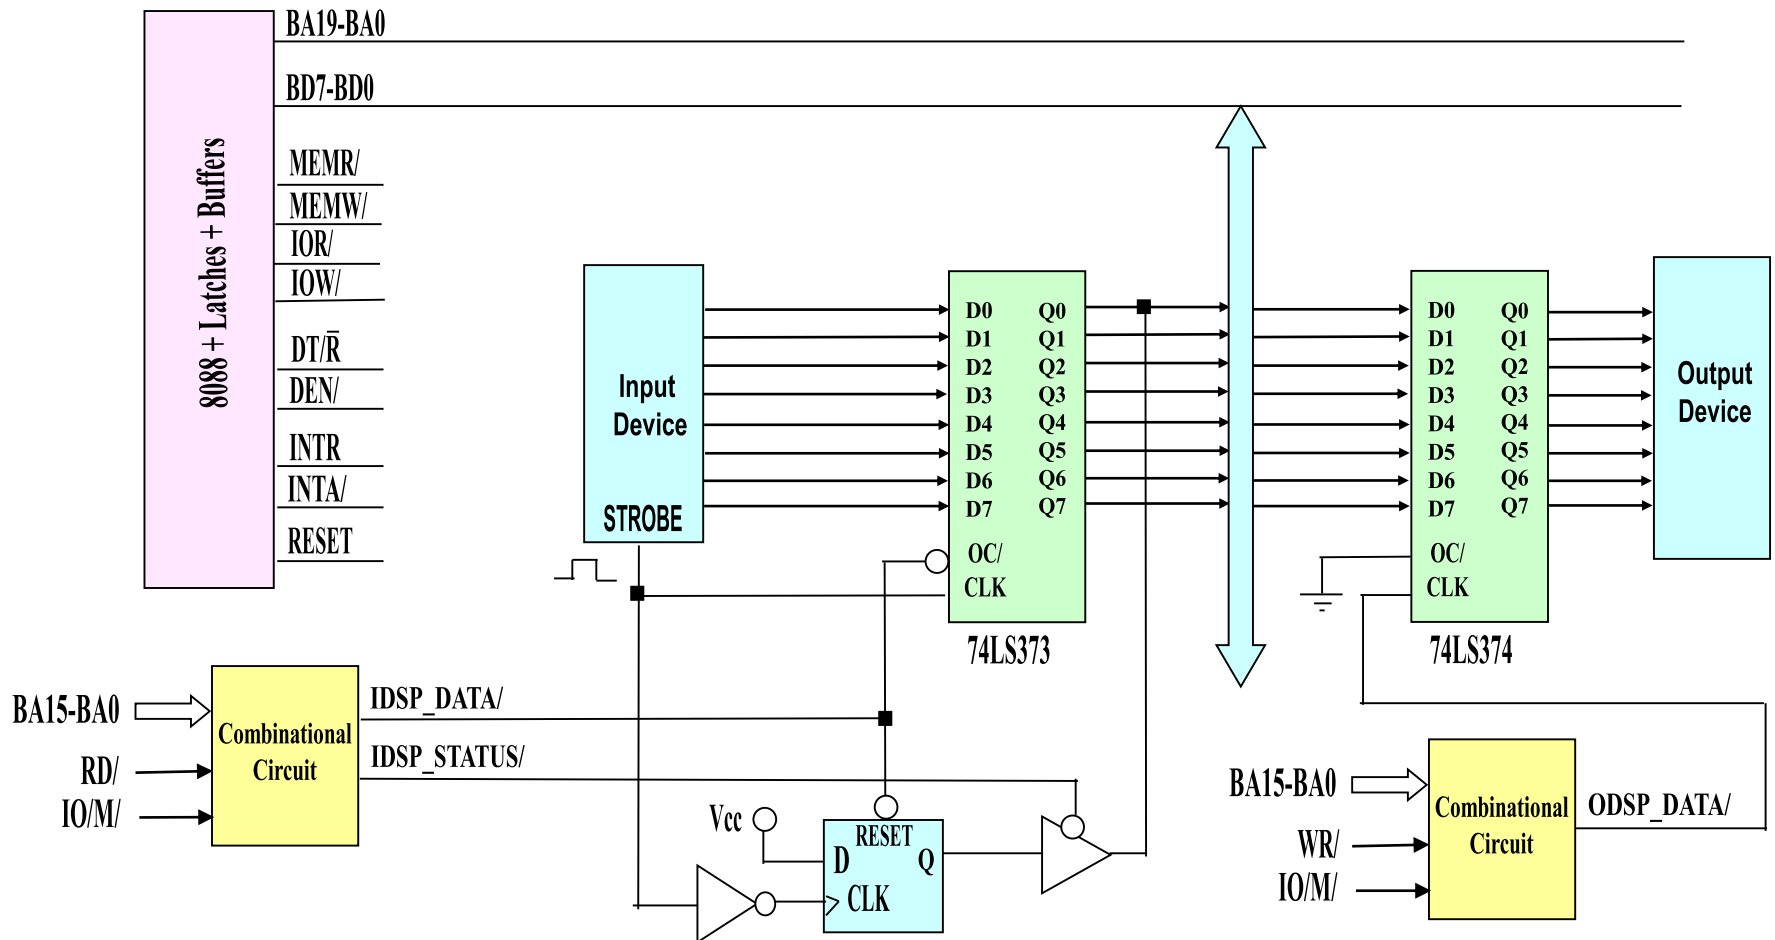 BA19-BA0
BD7-BD0
MEMR/
MEMW/
IOR/
IOW/
DT/R̅
DEN/
INTR
INTA/
RESET
8088 + Latches + Buffers
Input
Device
STROBE
D0 Q0
D1 Q1
D2 Q2
D3 Q3
D4 Q4
D5 Q5
D6 Q6
D7 Q7
OC/
CLK
74LS373
D0 Q0
D1 Q1
D2 Q2
D3 Q3
D4 Q4
D5 Q5
D6 Q6
D7 Q7
OC/
CLK
74LS374
Output
Device
BA15-BA0
RD/
IO/M/
Combinational
Circuit
IDSP_DATA/
IDSP_STATUS/
Vcc
RESET
D Q
CLK
BA15-BA0
WR/
IO/M/
Combinational
Circuit
ODSP_DATA/